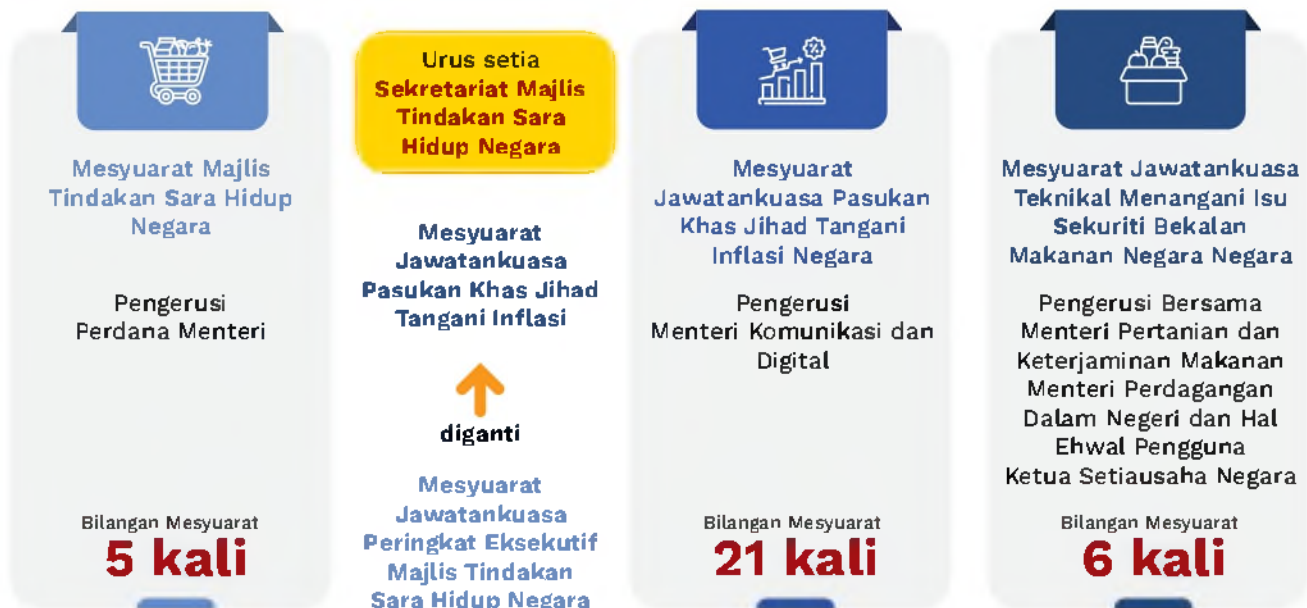 Mesyuarat Majlis
Tindakan Sara Hidup
Negara
Pengerusi
Perdana Menteri
Bilangan Mesyuarat
5 kali
Urus setia
Sekretariat Majlis
Tindakan Sara
Hidup Negara
Mesyuarat
Jawatankuasa
Pasukan Khas Jihad
Tangani Inflasi
diganti
Mesyuarat
Jawatankuasa
Peringkat Eksekutif
Majlis Tindakan
Sara Hidup Negara
Mesyuarat
Jawatankuasa Pasukan
Khas Jihad Tangani
Inflasi Negara
Pengerusi
Menteri Komunikasi dan
Digital
Bilangan Mesyuarat
21 kali
Mesyuarat Jawatankuasa
Teknikal Menangani Isu
Sekuriti Bekalan
Makanan Negara Negara
Pengerusi Bersama
Menteri Pertanian dan
Keterjaminan Makanan
Menteri Perdagangan
Dalam Negeri dan Hal
Ehwal Pengguna
Ketua Setiausaha Negara
Bilangan Mesyuarat
6 kali